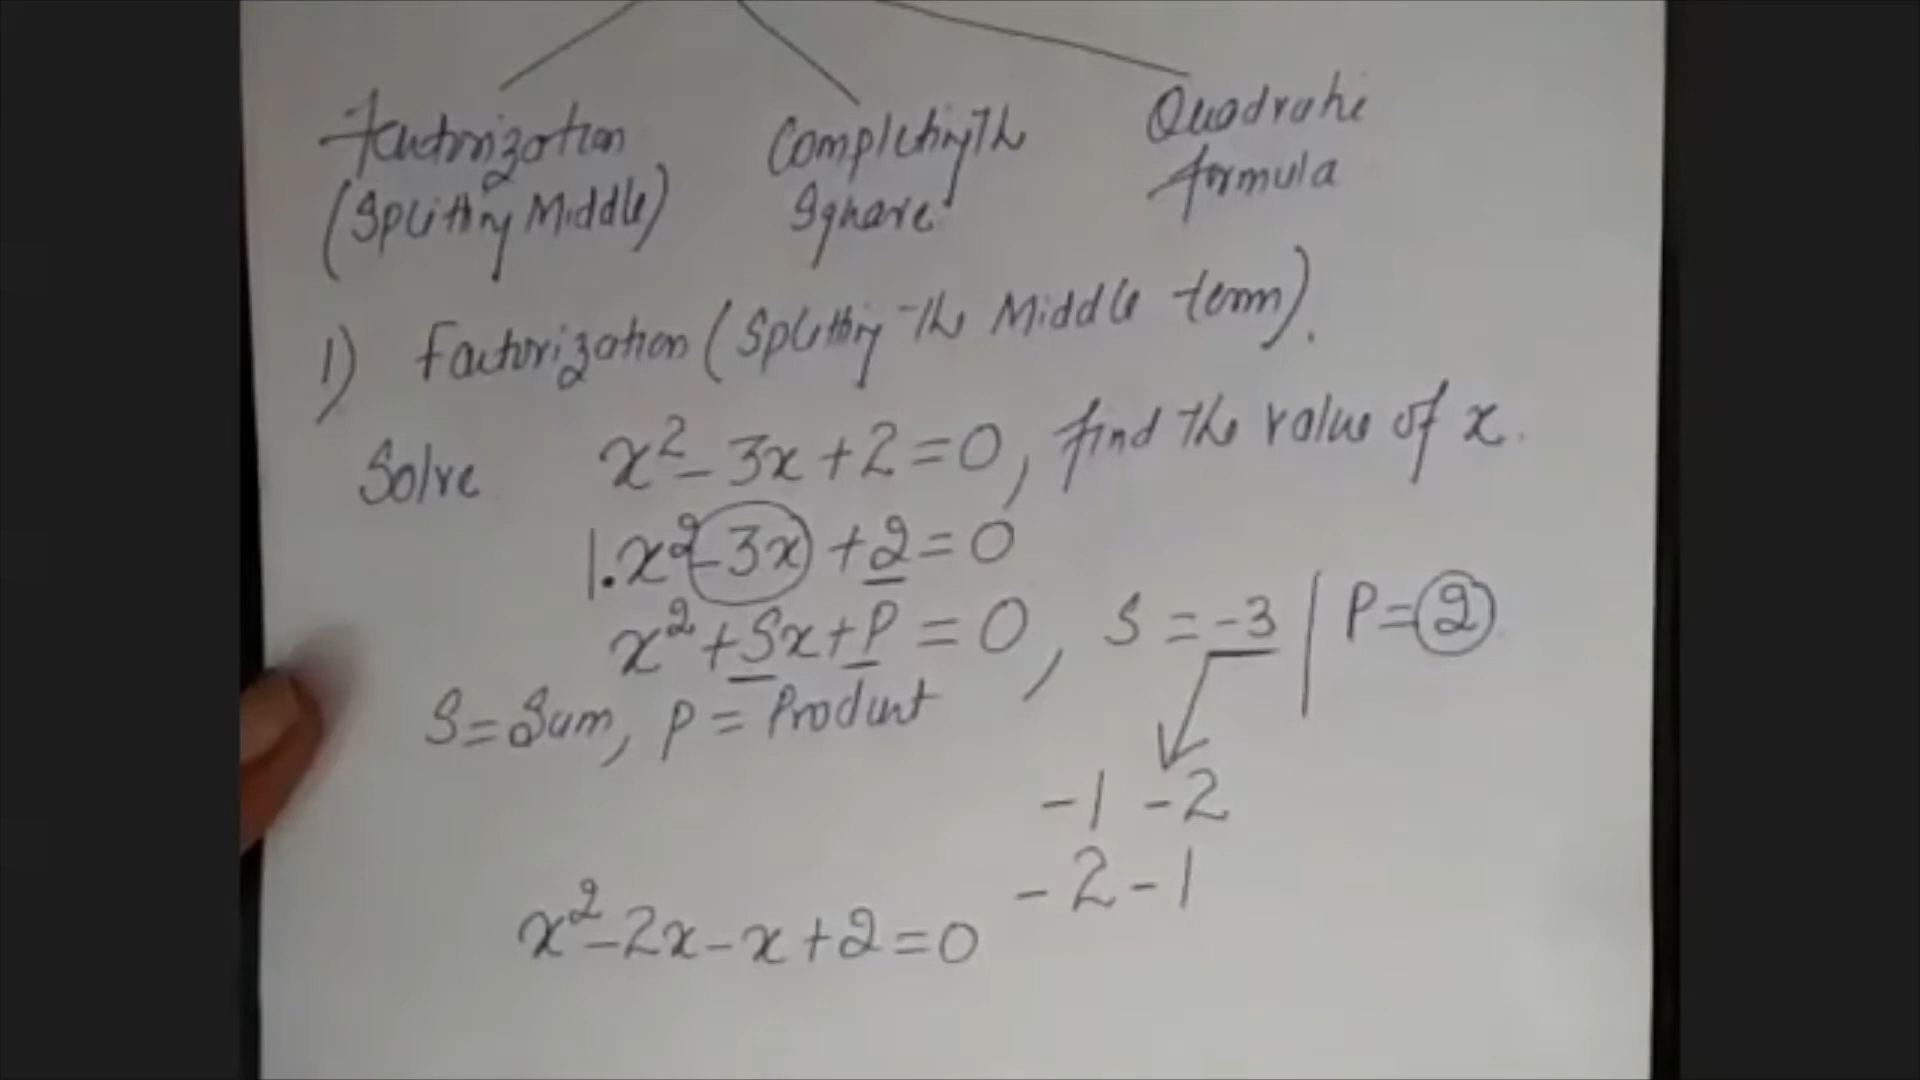 Factorization
(Splitting Middle)
Completing Th
Square
Quadratic
formula
1) Factorization (Splitting The Middle term).
Solve x² - 3x + 2 = 0, find the value of x.
1.x² - 3x + 2 = 0
x² + Sx + P = 0, S = -3 | P = 2
S = Sum, P = Product
-1 -2
-2 -1
x² - 2x - x + 2 = 0